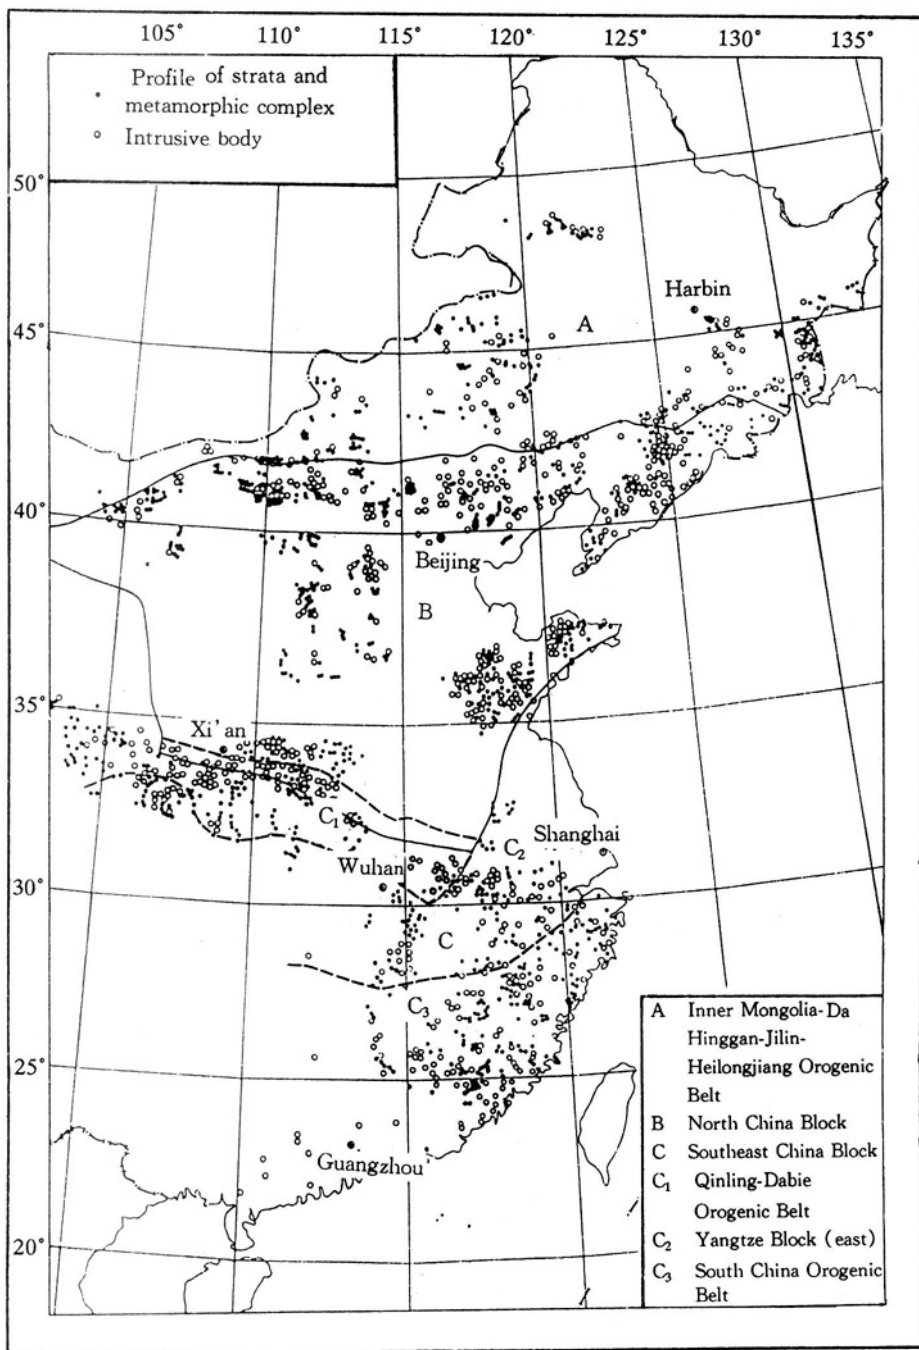 105° 110° 115° 120° 125° 130° 135°
Profile of strata and
metamorphic complex
Intrusive body
50°
Harbin
A
45°
40°
Beijing
B
35°
Xi'an
C₁
Shanghai
C₂
Wuhan
30°
C
C₃
25°
Guangzhou
20°
A Inner Mongolia-Da
Hinggan-Jilin-
Heilongjiang Orogenic
Belt
B North China Block
C Southeast China Block
C₁ Qinling-Dabie
Orogenic Belt
C₂ Yangtze Block (east)
C₃ South China Orogenic
Belt